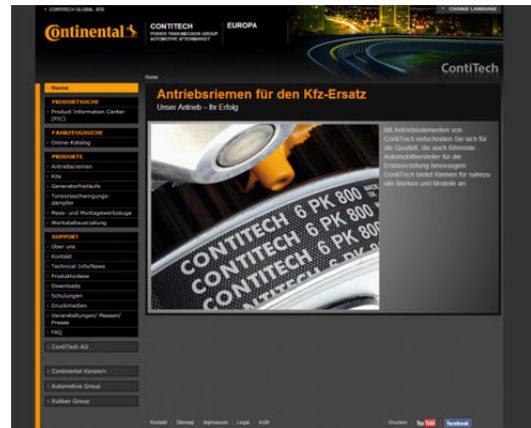 CONTITECH GLOBAL SITE
CHANGE LANGUAGE
Continental
CONTITECH
POWER TRANSMISSION GROUP
AUTOMOTIVE AFTERMARKET
EUROPA
ContiTech
Home
Home
PRODUKTSUCHE
Product Information Center
(PIC)
FAHRZEUGSUCHE
Online-Katalog
PRODUKTE
Antriebsriemen
Kits
Generatorfreiläufe
Torsionsschwingungs-
dämpfer
Mess- und Montagewerkzeuge
Werkstattausrüstung
SUPPORT
Über uns
Kontakt
Technical Info/News
Produktvideos
Downloads
Schulungen
Druckmedien
Veranstaltungen/ Messen/
Presse
FAQ
ContiTech AG
Continental Konzern
Automotive Group
Rubber Group
Antriebsriemen für den Kfz-Ersatz
Unser Antrieb – Ihr Erfolg
CONTITECH 6 PK 800 MADE
CONTITECH 6 PK 800
CONTITECH 6 PK 800
CONTITECH 6 PK
Mit Antriebselementen von
ContiTech entscheiden Sie sich für
die Qualität, die auch führende
Automobilhersteller für die
Erstausrüstung bevorzugen.
ContiTech bietet Riemen für nahezu
alle Marken und Modelle an.
Kontakt | Sitemap | Impressum | Legal | AGB
Drucken
You Tube
facebook